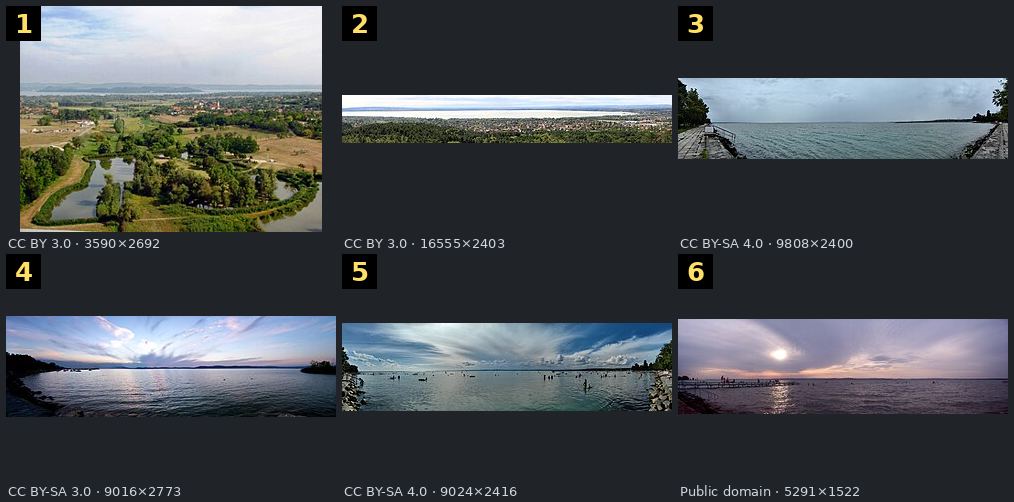 1
2
3
CC BY 3.0 · 3590×2692
CC BY 3.0 · 16555×2403
CC BY-SA 4.0 · 9808×2400
4
5
6
CC BY-SA 3.0 · 9016×2773
CC BY-SA 4.0 · 9024×2416
Public domain · 5291×1522